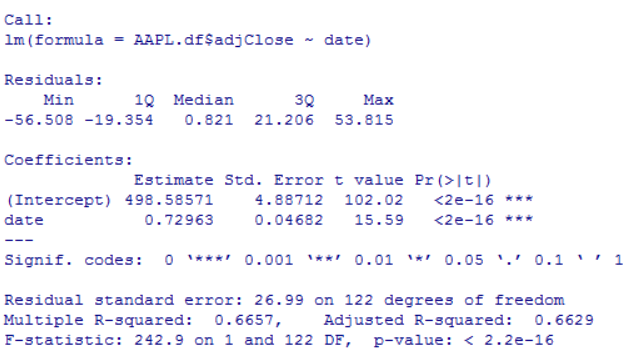 Call:
lm(formula = AAPL.df$adjClose ~ date)
Residuals:
Min 1Q Median 3Q Max
-56.508 -19.354 0.821 21.206 53.815
Coefficients:
Estimate Std. Error t value Pr(>|t|)
(Intercept) 498.58571 4.88712 102.02 <2e-16 ***
date 0.72963 0.04682 15.59 <2e-16 ***
---
Signif. codes: 0 ‘***’ 0.001 ‘**’ 0.01 ‘*’ 0.05 ‘.’ 0.1 ‘ ’ 1
Residual standard error: 26.99 on 122 degrees of freedom
Multiple R-squared: 0.6657, Adjusted R-squared: 0.6629
F-statistic: 242.9 on 1 and 122 DF, p-value: < 2.2e-16